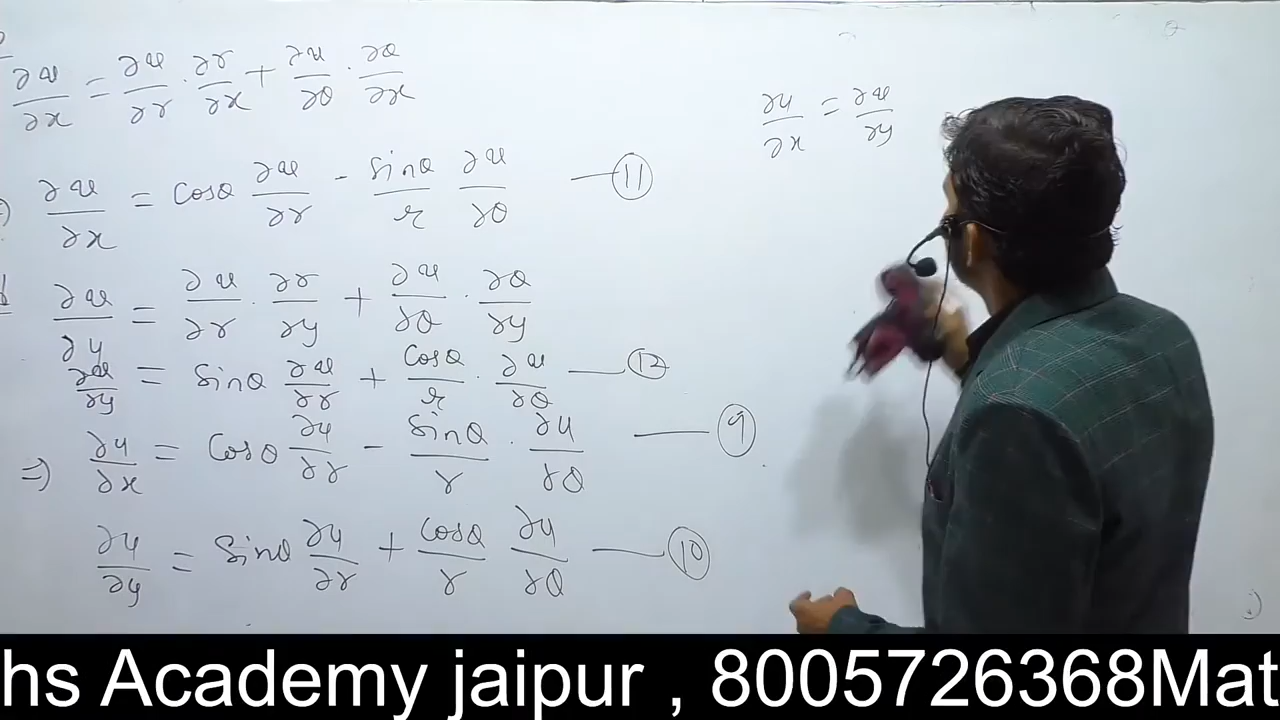 ∂v/∂x = ∂v/∂r · ∂r/∂x + ∂v/∂θ · ∂θ/∂x
∂v/∂x = cosθ ∂v/∂r - sinθ/r ∂v/∂θ —(11)
∂v/∂y = ∂v/∂r · ∂r/∂y + ∂v/∂θ · ∂θ/∂y
∂v/∂y = sinθ ∂v/∂r + cosθ/r · ∂v/∂θ —(12)
=) ∂u/∂x = cosθ ∂u/∂r - sinθ/r · ∂u/∂θ —(9)
∂u/∂y = sinθ ∂u/∂r + cosθ/r ∂u/∂θ —(10)
∂u/∂x = ∂v/∂y
hs Academy jaipur , 8005726368Mat